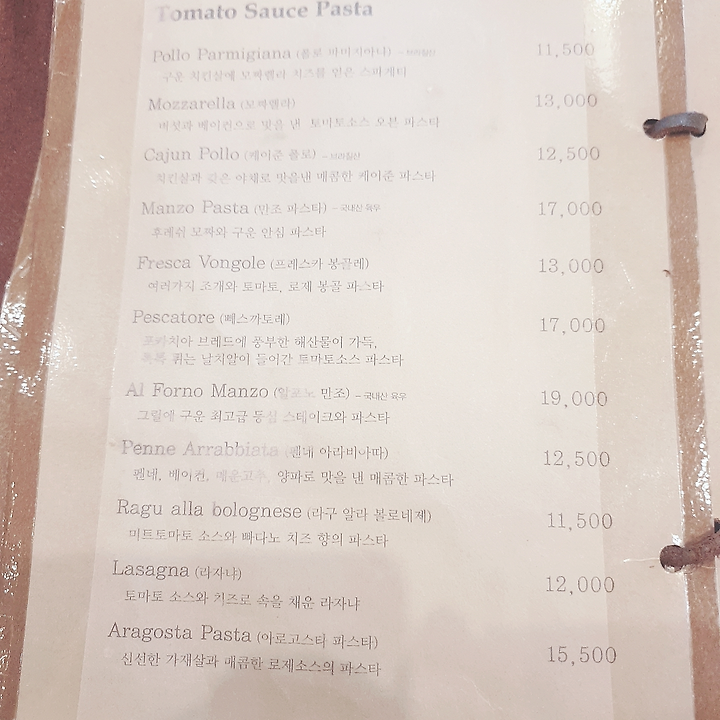 Tomato Sauce Pasta
Pollo Parmigiana (폴로 파미지아나) - 브라질산 11,500
구운 치킨살에 모짜렐라 치즈를 얹은 스파게티
Mozzarella (모짜렐라) 13,000
버섯과 베이컨으로 맛을 낸 토마토소스 오븐 파스타
Cajun Pollo (케이준 폴로) - 브라질산 12,500
치킨살과 갖은 야채로 맛을낸 매콤한 케이준 파스타
Manzo Pasta (만조 파스타) - 국내산 육우 17,000
후레쉬 모짜와 구운 안심 파스타
Fresca Vongole (프레스카 봉골레) 13,000
여러가지 조개와 토마토, 로제 봉골 파스타
Pescatore (뻬스까토레) 17,000
포카치아 브레드에 풍부한 해산물이 가득,
톡톡 튀는 날치알이 들어간 토마토소스 파스타
Al Forno Manzo (알포노 만조) - 국내산 육우 19,000
그릴에 구운 최고급 등심 스테이크와 파스타
Penne Arrabbiata (펜네 아라비아따) 12,500
펜네, 베이컨, 매운고추, 양파로 맛을 낸 매콤한 파스타
Ragu alla bolognese (라구 알라 볼로네제) 11,500
미트토마토 소스와 빠다노 치즈 향의 파스타
Lasagna (라자냐) 12,000
토마토 소스와 치즈로 속을 채운 라자냐
Aragosta Pasta (아로고스타 파스타) 15,500
신선한 가재살과 매콤한 로제소스의 파스타